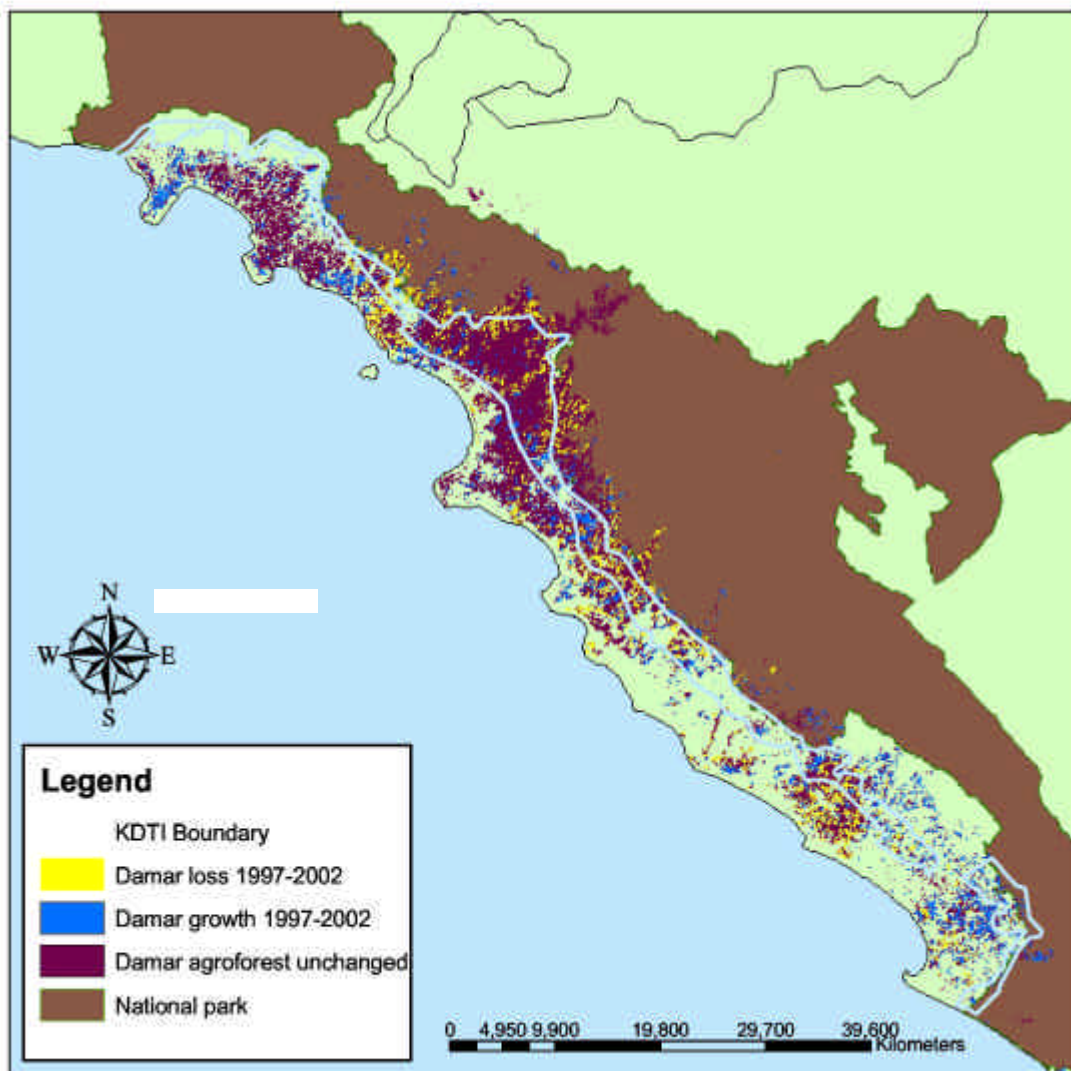 N
W E
S
Legend
KDTI Boundary
Damar loss 1997-2002
Damar growth 1997-2002
Damar agroforest unchanged
National park
0 4,950 9,900 19,800 29,700 39,600
Kilometers